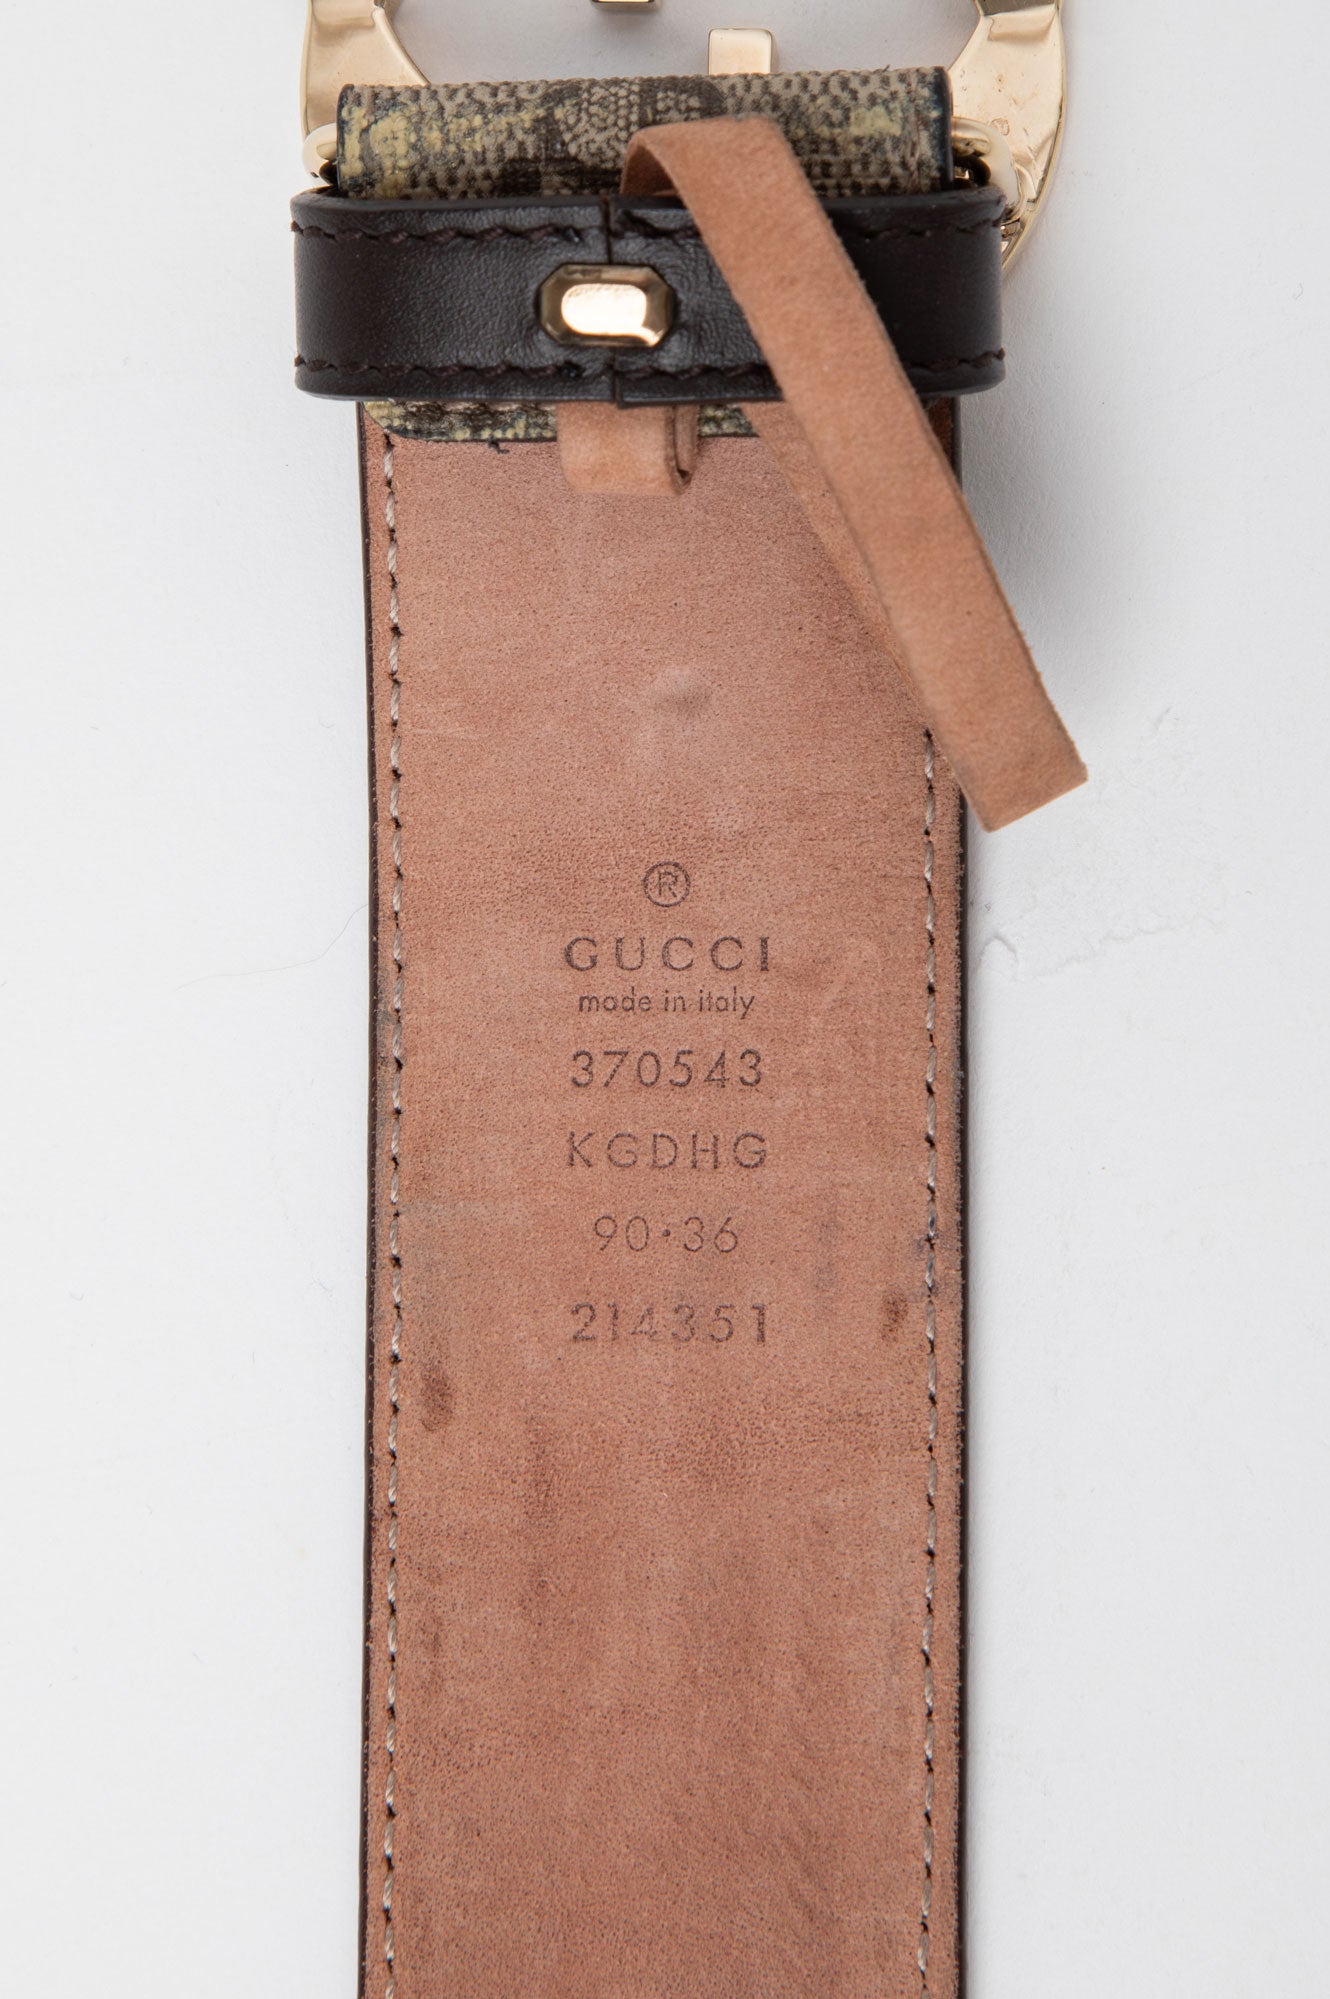 ®
GUCCI
made in italy
370543
KGDHG
90·36
214351